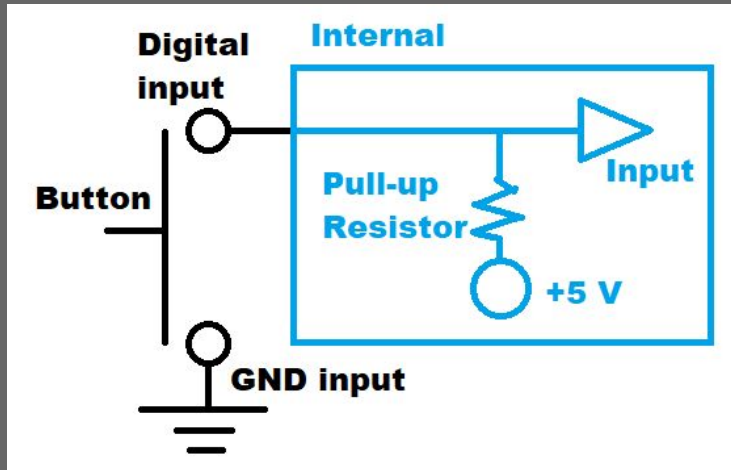 Digital
input
Internal
Button
Pull-up
Resistor
Input
+5 V
GND input